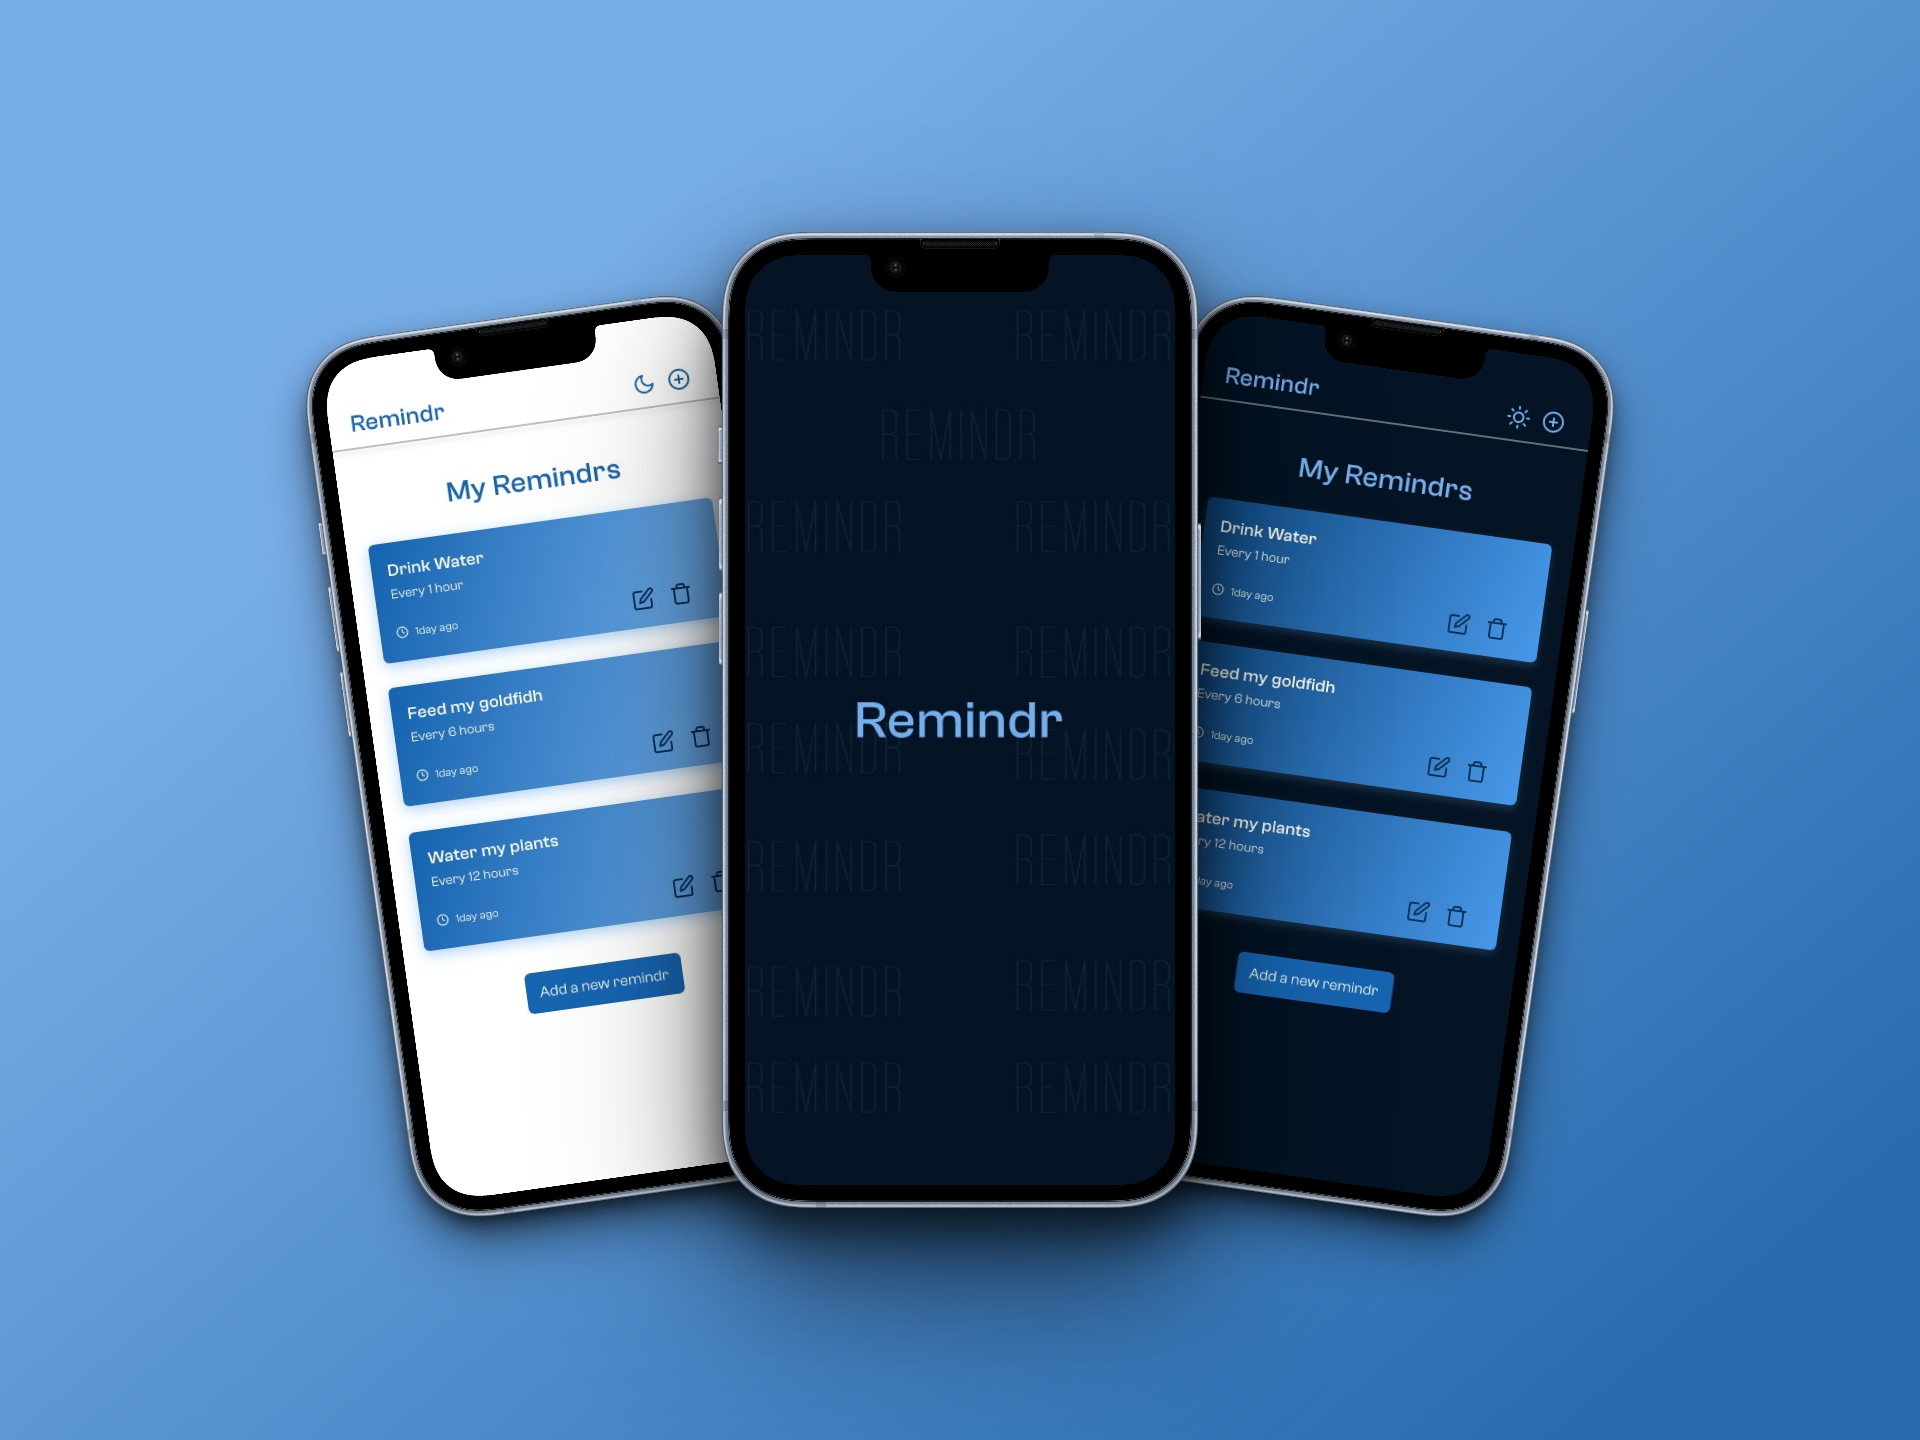 Remindr
My Remindrs
Drink Water
Every 1 hour
1day ago
Feed my goldfidh
Every 6 hours
1day ago
Water my plants
Every 12 hours
1day ago
Add a new remindr
REMINDR REMINDR
REMINDR
REMINDR REMINDR
REMINDR REMINDR
Remindr
REMINDR REMINDR
REMINDR REMINDR
REMINDR REMINDR
REMINDR REMINDR
Remindr
My Remindrs
Drink Water
Every 1 hour
1day ago
Feed my goldfidh
Every 6 hours
1day ago
ater my plants
ry 12 hours
day ago
Add a new remindr